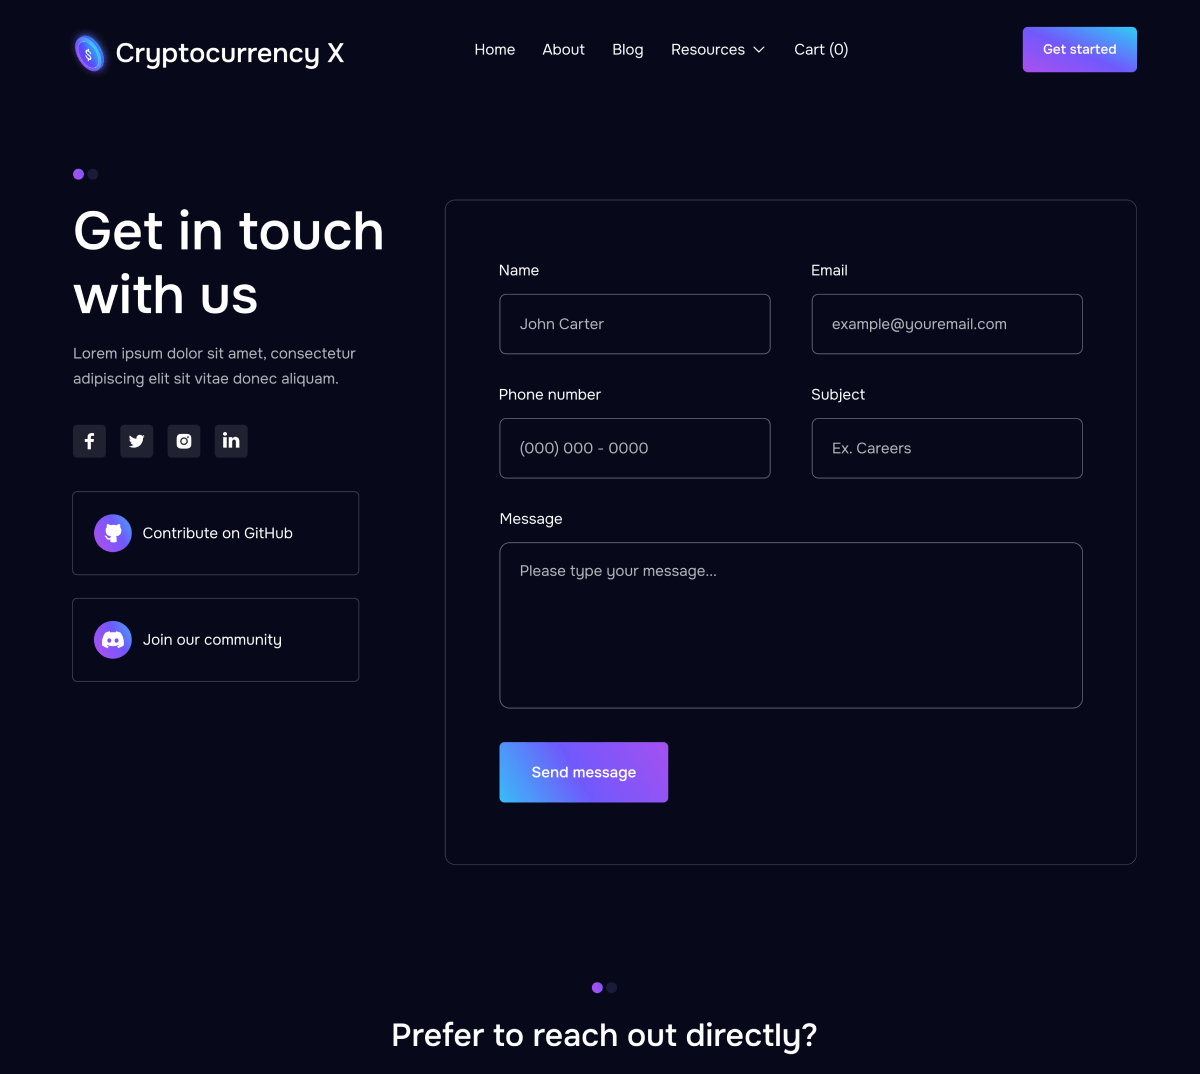 Cryptocurrency X
Home
About
Blog
Resources
Cart (0)
Get started
Get in touch
with us
Lorem ipsum dolor sit amet, consectetur
adipiscing elit sit vitae donec aliquam.
Contribute on GitHub
Join our community
Name
Email
John Carter
example@youremail.com
Phone number
Subject
(000) 000 - 0000
Ex. Careers
Message
Please type your message...
Send message
Prefer to reach out directly?